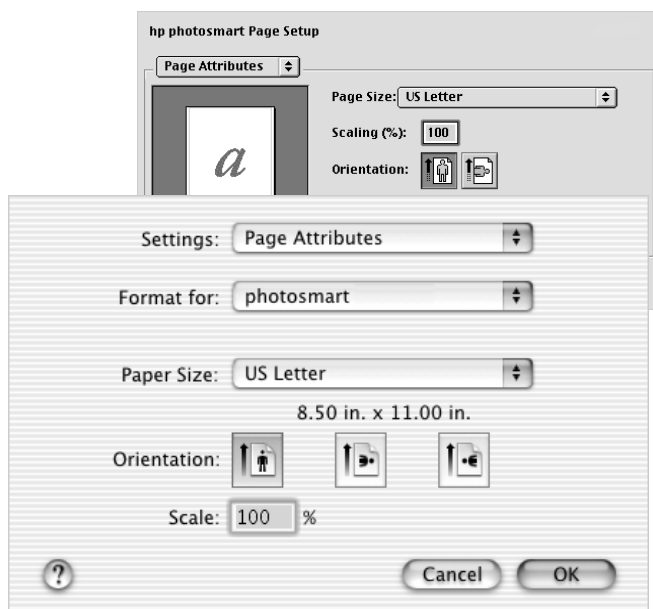 hp photosmart Page Setup
Page Attributes
Page Size: US Letter
Scaling (%): 100
a
Orientation:
Settings: Page Attributes
Format for: photosmart
Paper Size: US Letter
8.50 in. x 11.00 in.
Orientation:
Scale: 100 %
? Cancel OK